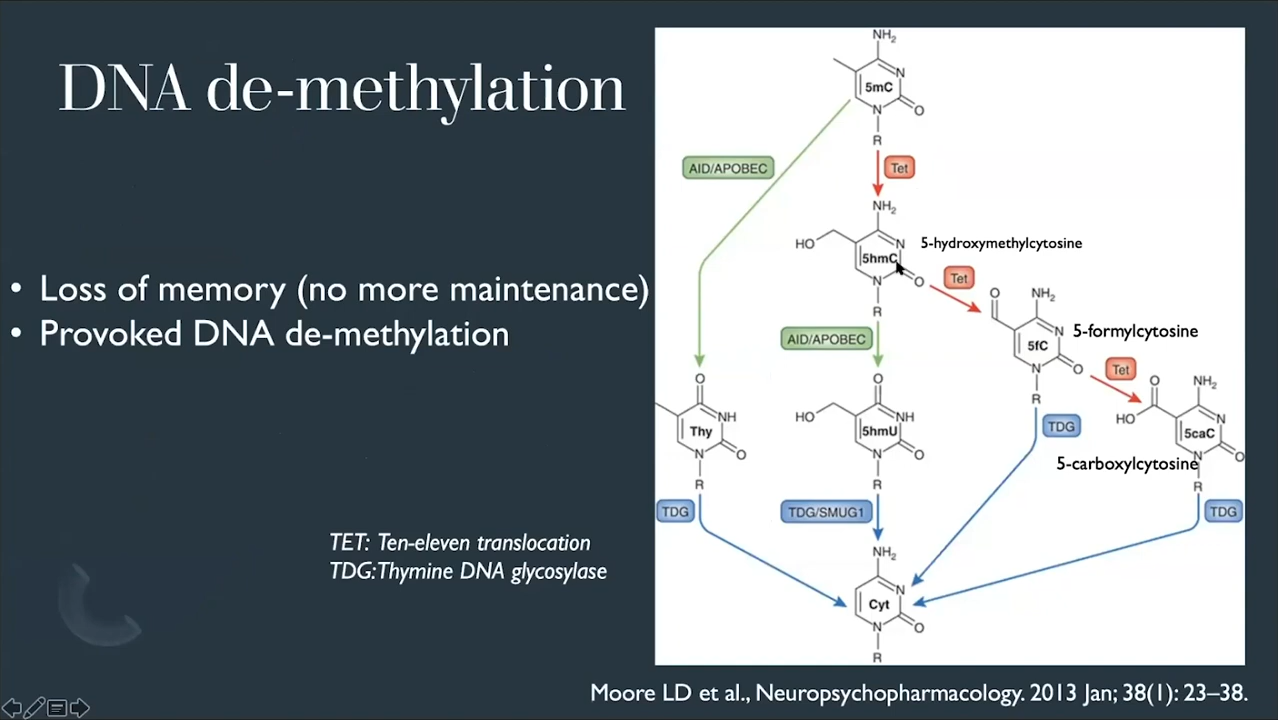 DNA de-methylation
• Loss of memory (no more maintenance)
• Provoked DNA de-methylation
TET: Ten-eleven translocation
TDG:Thymine DNA glycosylase
NH₂
5mC
N
N
O
R
AID/APOBEC
Tet
NH₂
HO
N
5-hydroxymethylcytosine
5hmC
N
O
Tet
R
O
NH₂
AID/APOBEC
N
5-formylcytosine
5fC
N
O
Tet
R
O
NH₂
HO
N
5caC
N
O
5-carboxylcytosine
R
TDG
O
NH
Thy
N
O
R
O
HO
NH
5hmU
N
O
R
TDG
TDG/SMUG1
TDG
NH₂
N
Cyt
N
O
R
Moore LD et al., Neuropsychopharmacology. 2013 Jan; 38(1): 23–38.